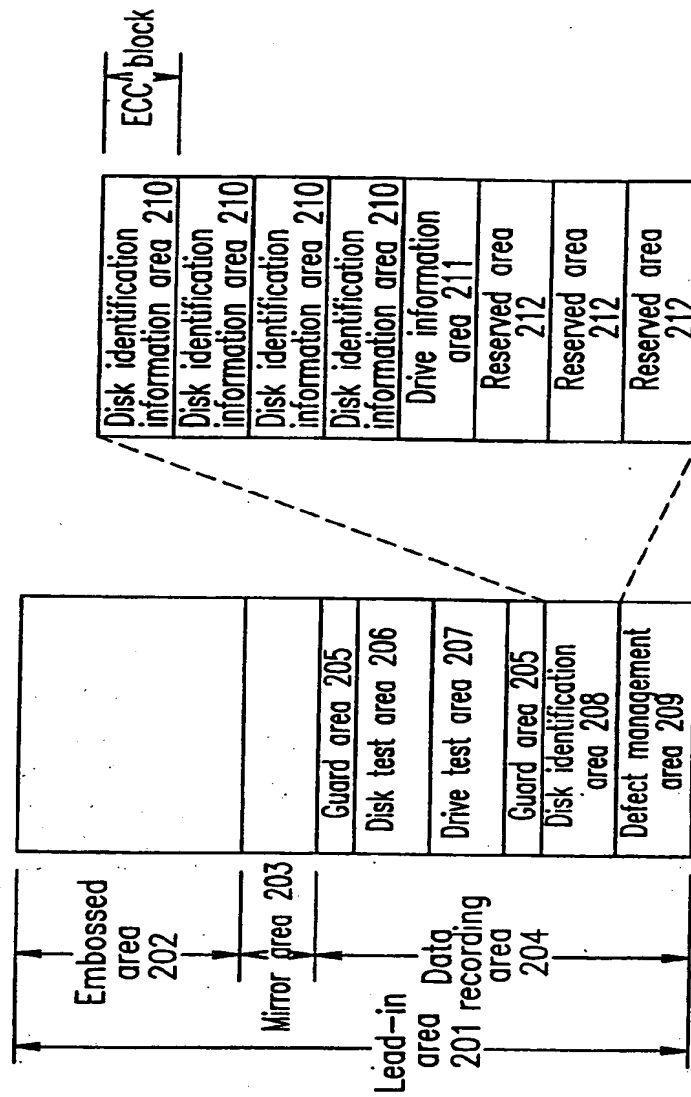 Lead-in
area
201
Embossed
area
202
Mirror area 203
Data
recording
area
204
Guard area 205
Disk test area 206
Drive test area 207
Guard area 205
Disk identification
area 208
Defect management
area 209
ECC block
Disk identification
information area 210
Disk identification
information area 210
Disk identification
information area 210
Disk identification
information area 210
Drive information
area 211
Reserved area
212
Reserved area
212
Reserved area
212